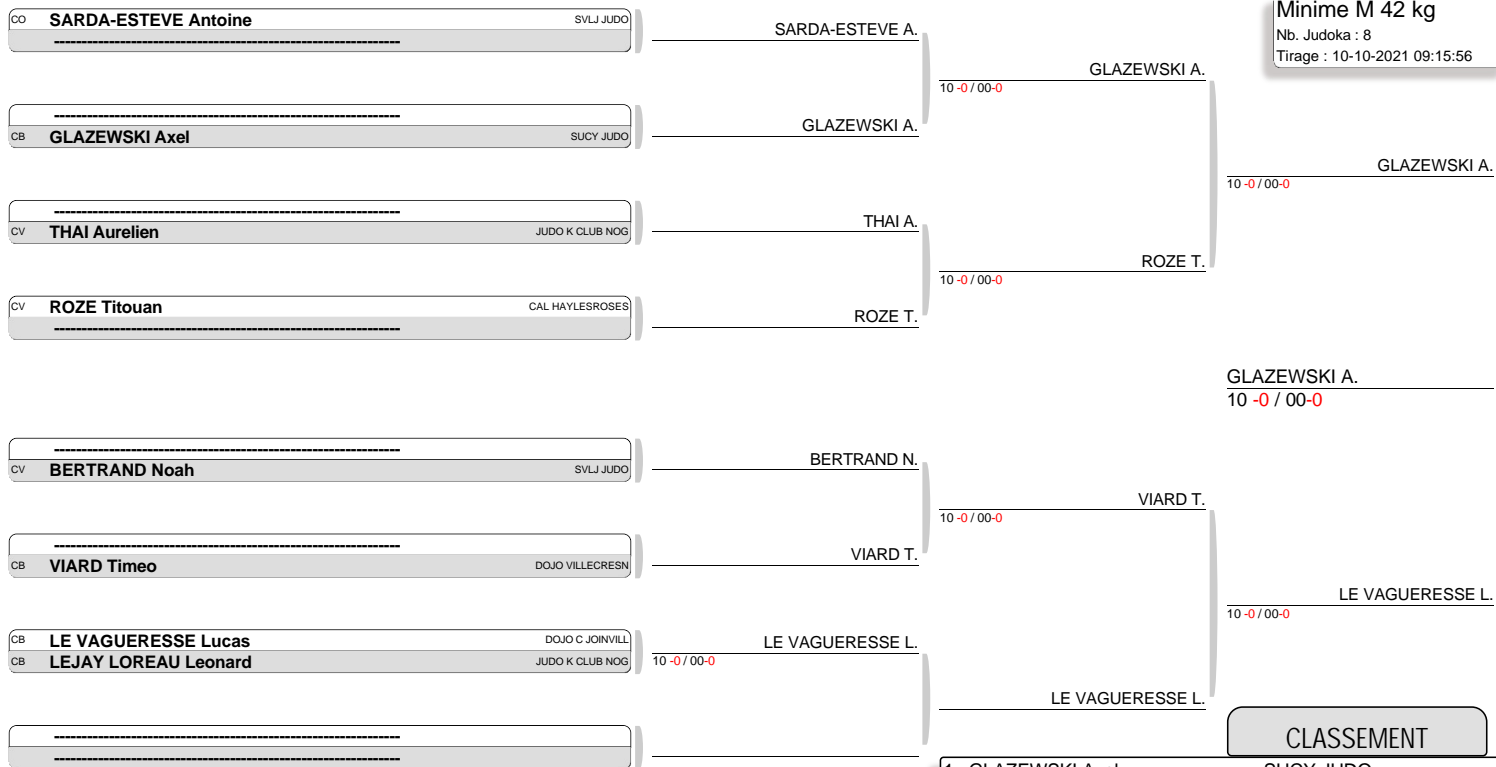 Minime M 42 kg
Nb. Judoka : 8
Tirage : 10-10-2021 09:15:56
CO SARDA-ESTEVE Antoine SVLJ JUDO
----------------------------------------------------------------
----------------------------------------------------------------
CB GLAZEWSKI Axel SUCY JUDO
----------------------------------------------------------------
CV THAI Aurelien JUDO K CLUB NOG
CV ROZE Titouan CAL HAYLESROSES
----------------------------------------------------------------
----------------------------------------------------------------
CV BERTRAND Noah SVLJ JUDO
----------------------------------------------------------------
CB VIARD Timeo DOJO VILLECRESN
CB LE VAGUERESSE Lucas DOJO C JOINVILL
CB LEJAY LOREAU Leonard JUDO K CLUB NOG
----------------------------------------------------------------
----------------------------------------------------------------
SARDA-ESTEVE A.
GLAZEWSKI A.
THAI A.
ROZE T.
BERTRAND N.
VIARD T.
LE VAGUERESSE L.
10 -0 / 00-0
GLAZEWSKI A.
10 -0 / 00-0
ROZE T.
10 -0 / 00-0
VIARD T.
10 -0 / 00-0
LE VAGUERESSE L.
GLAZEWSKI A.
10 -0 / 00-0
GLAZEWSKI A.
10 -0 / 00-0
LE VAGUERESSE L.
10 -0 / 00-0
CLASSEMENT
1 GLAZEWSKI Axel SUCY JUDO